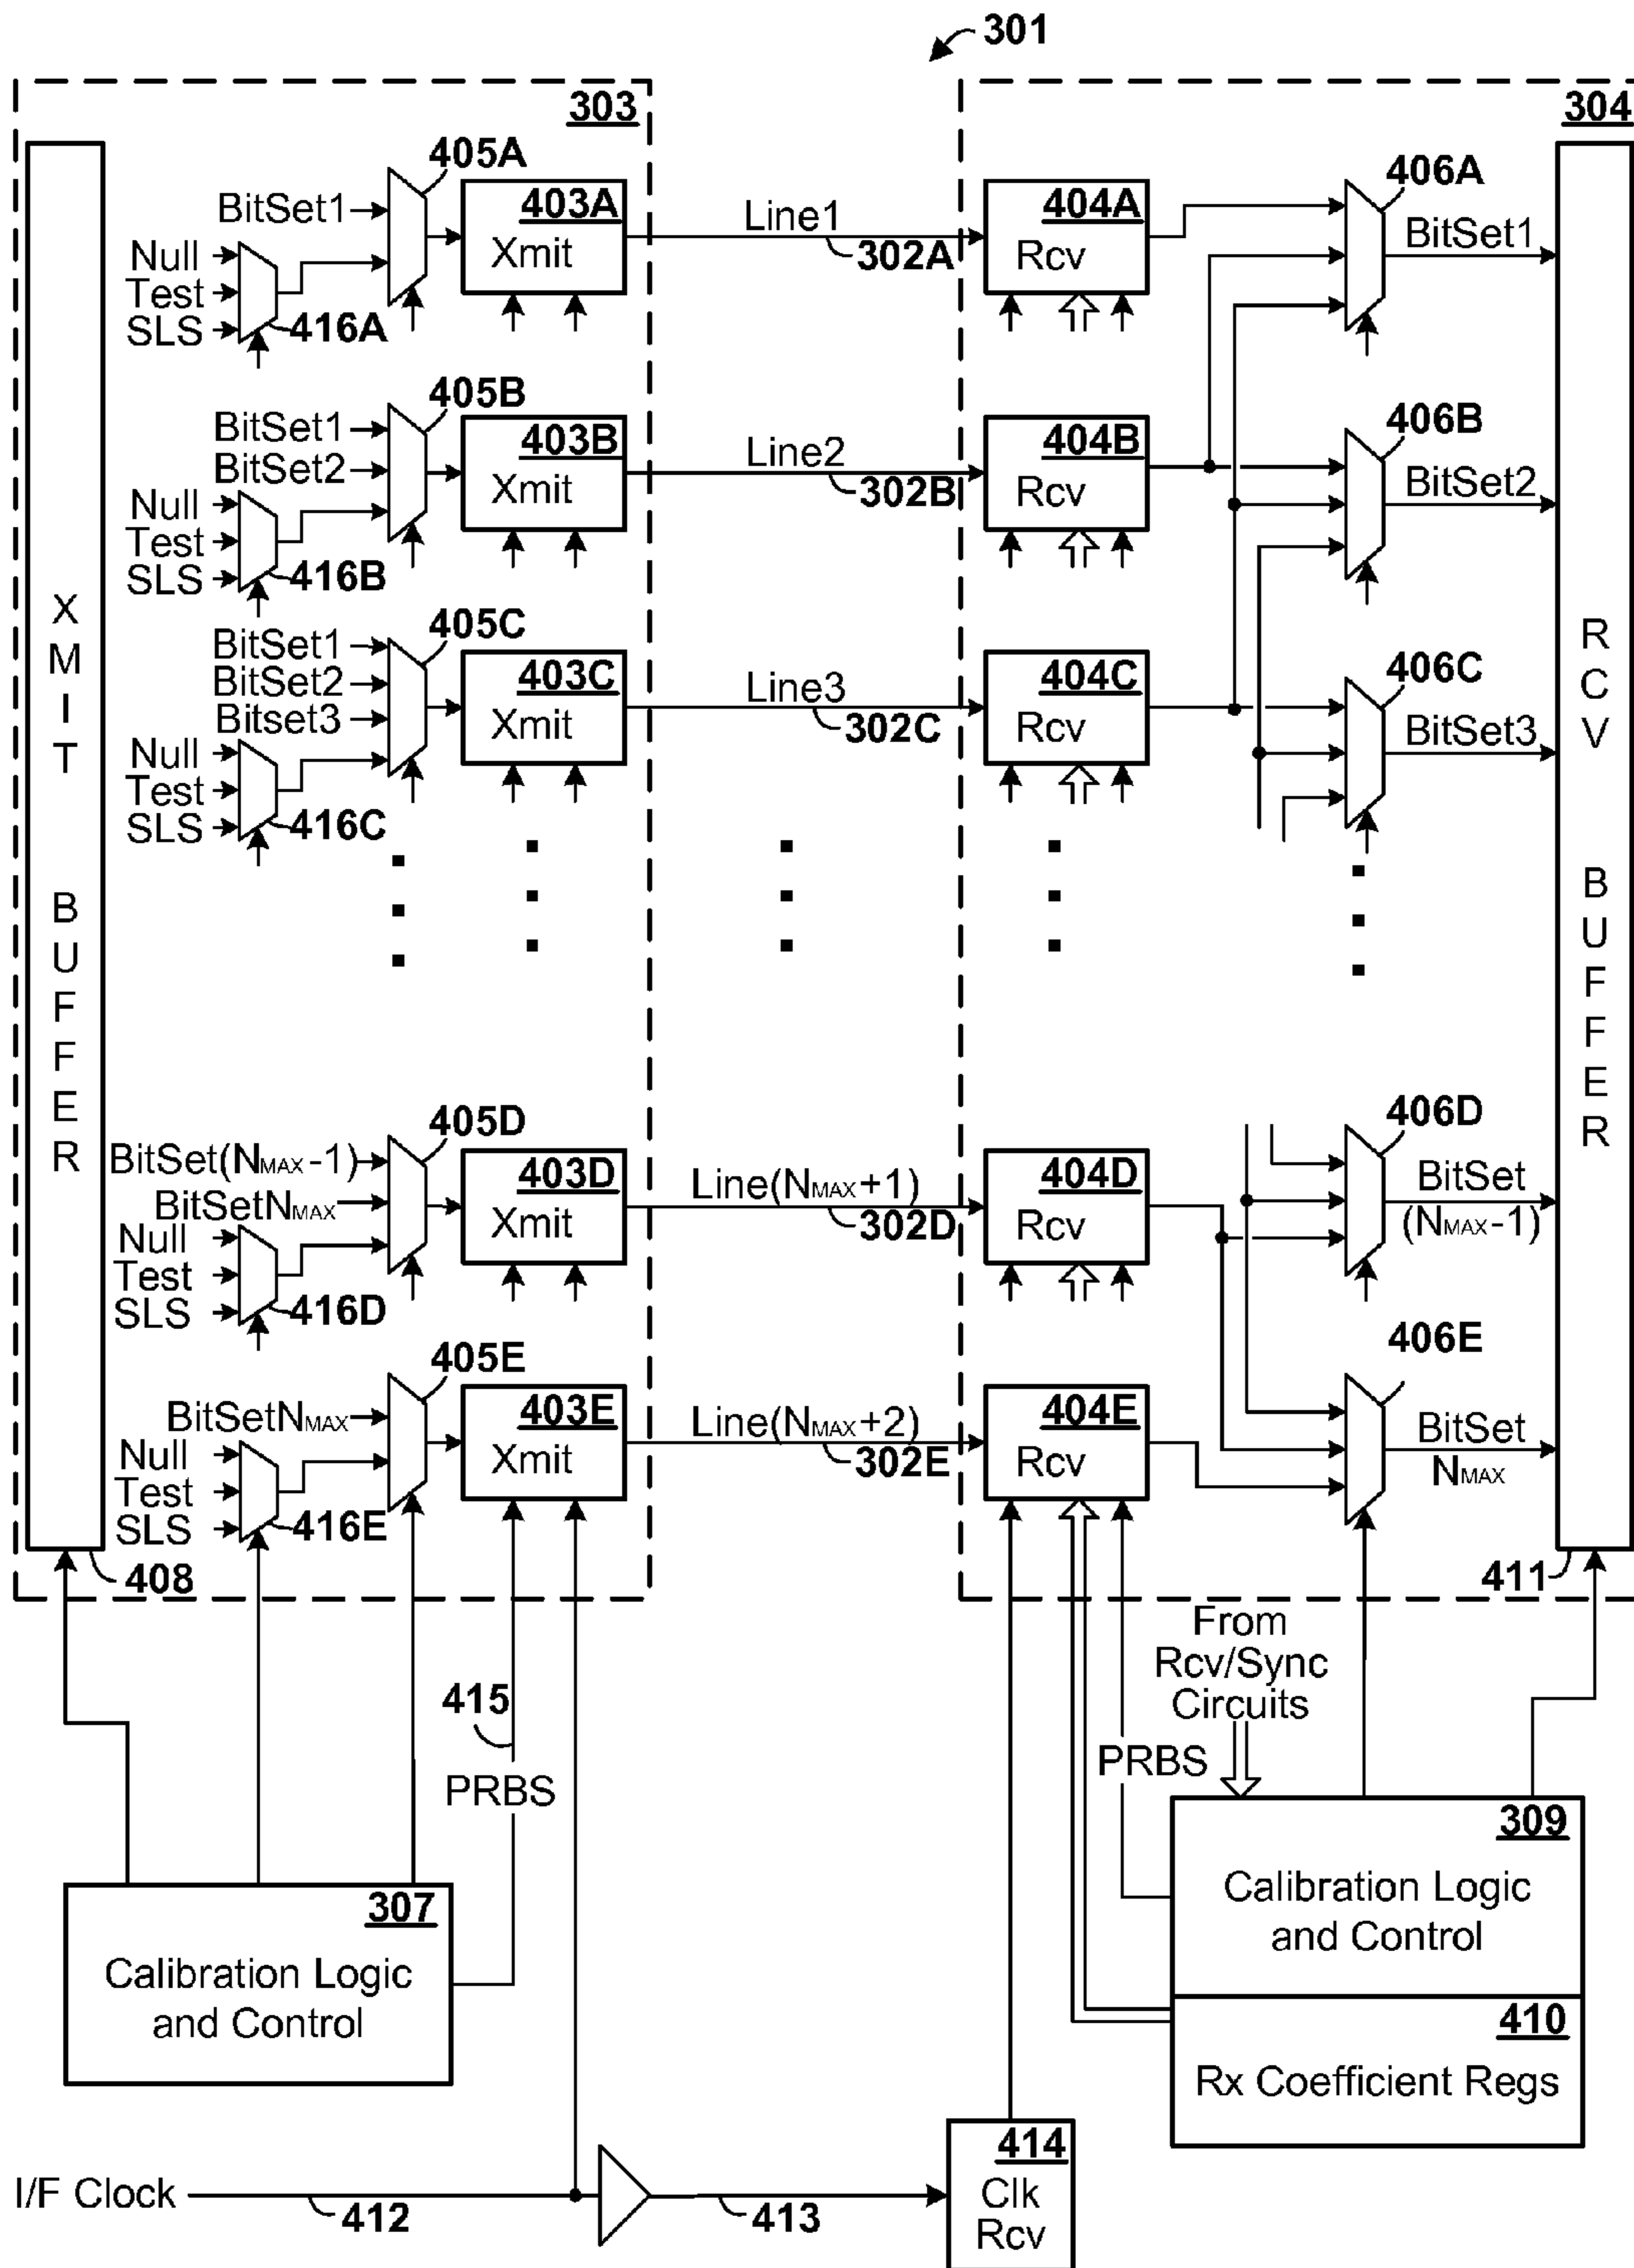 301
303
304
405A
BitSet1
403A
Xmit
Null
Test
SLS
416A
Line1
302A
404A
Rcv
406A
BitSet1
405B
BitSet1
BitSet2
403B
Xmit
Null
Test
SLS
416B
Line2
302B
404B
Rcv
406B
BitSet2
405C
BitSet1
BitSet2
Bitset3
403C
Xmit
Null
Test
SLS
416C
Line3
302C
404C
Rcv
406C
BitSet3
XMIT BUFFER
RCV BUFFER
405D
BitSet(NMAX-1)
BitSetNMAX
403D
Xmit
Null
Test
SLS
416D
Line(NMAX+1)
302D
404D
Rcv
406D
BitSet
(NMAX-1)
405E
BitSetNMAX
403E
Xmit
Null
Test
SLS
416E
Line(NMAX+2)
302E
404E
Rcv
406E
BitSet
NMAX
408
411
From
Rcv/Sync
Circuits
415
PRBS
PRBS
307
Calibration Logic
and Control
309
Calibration Logic
and Control
410
Rx Coefficient Regs
I/F Clock
412
413
414
Clk
Rcv